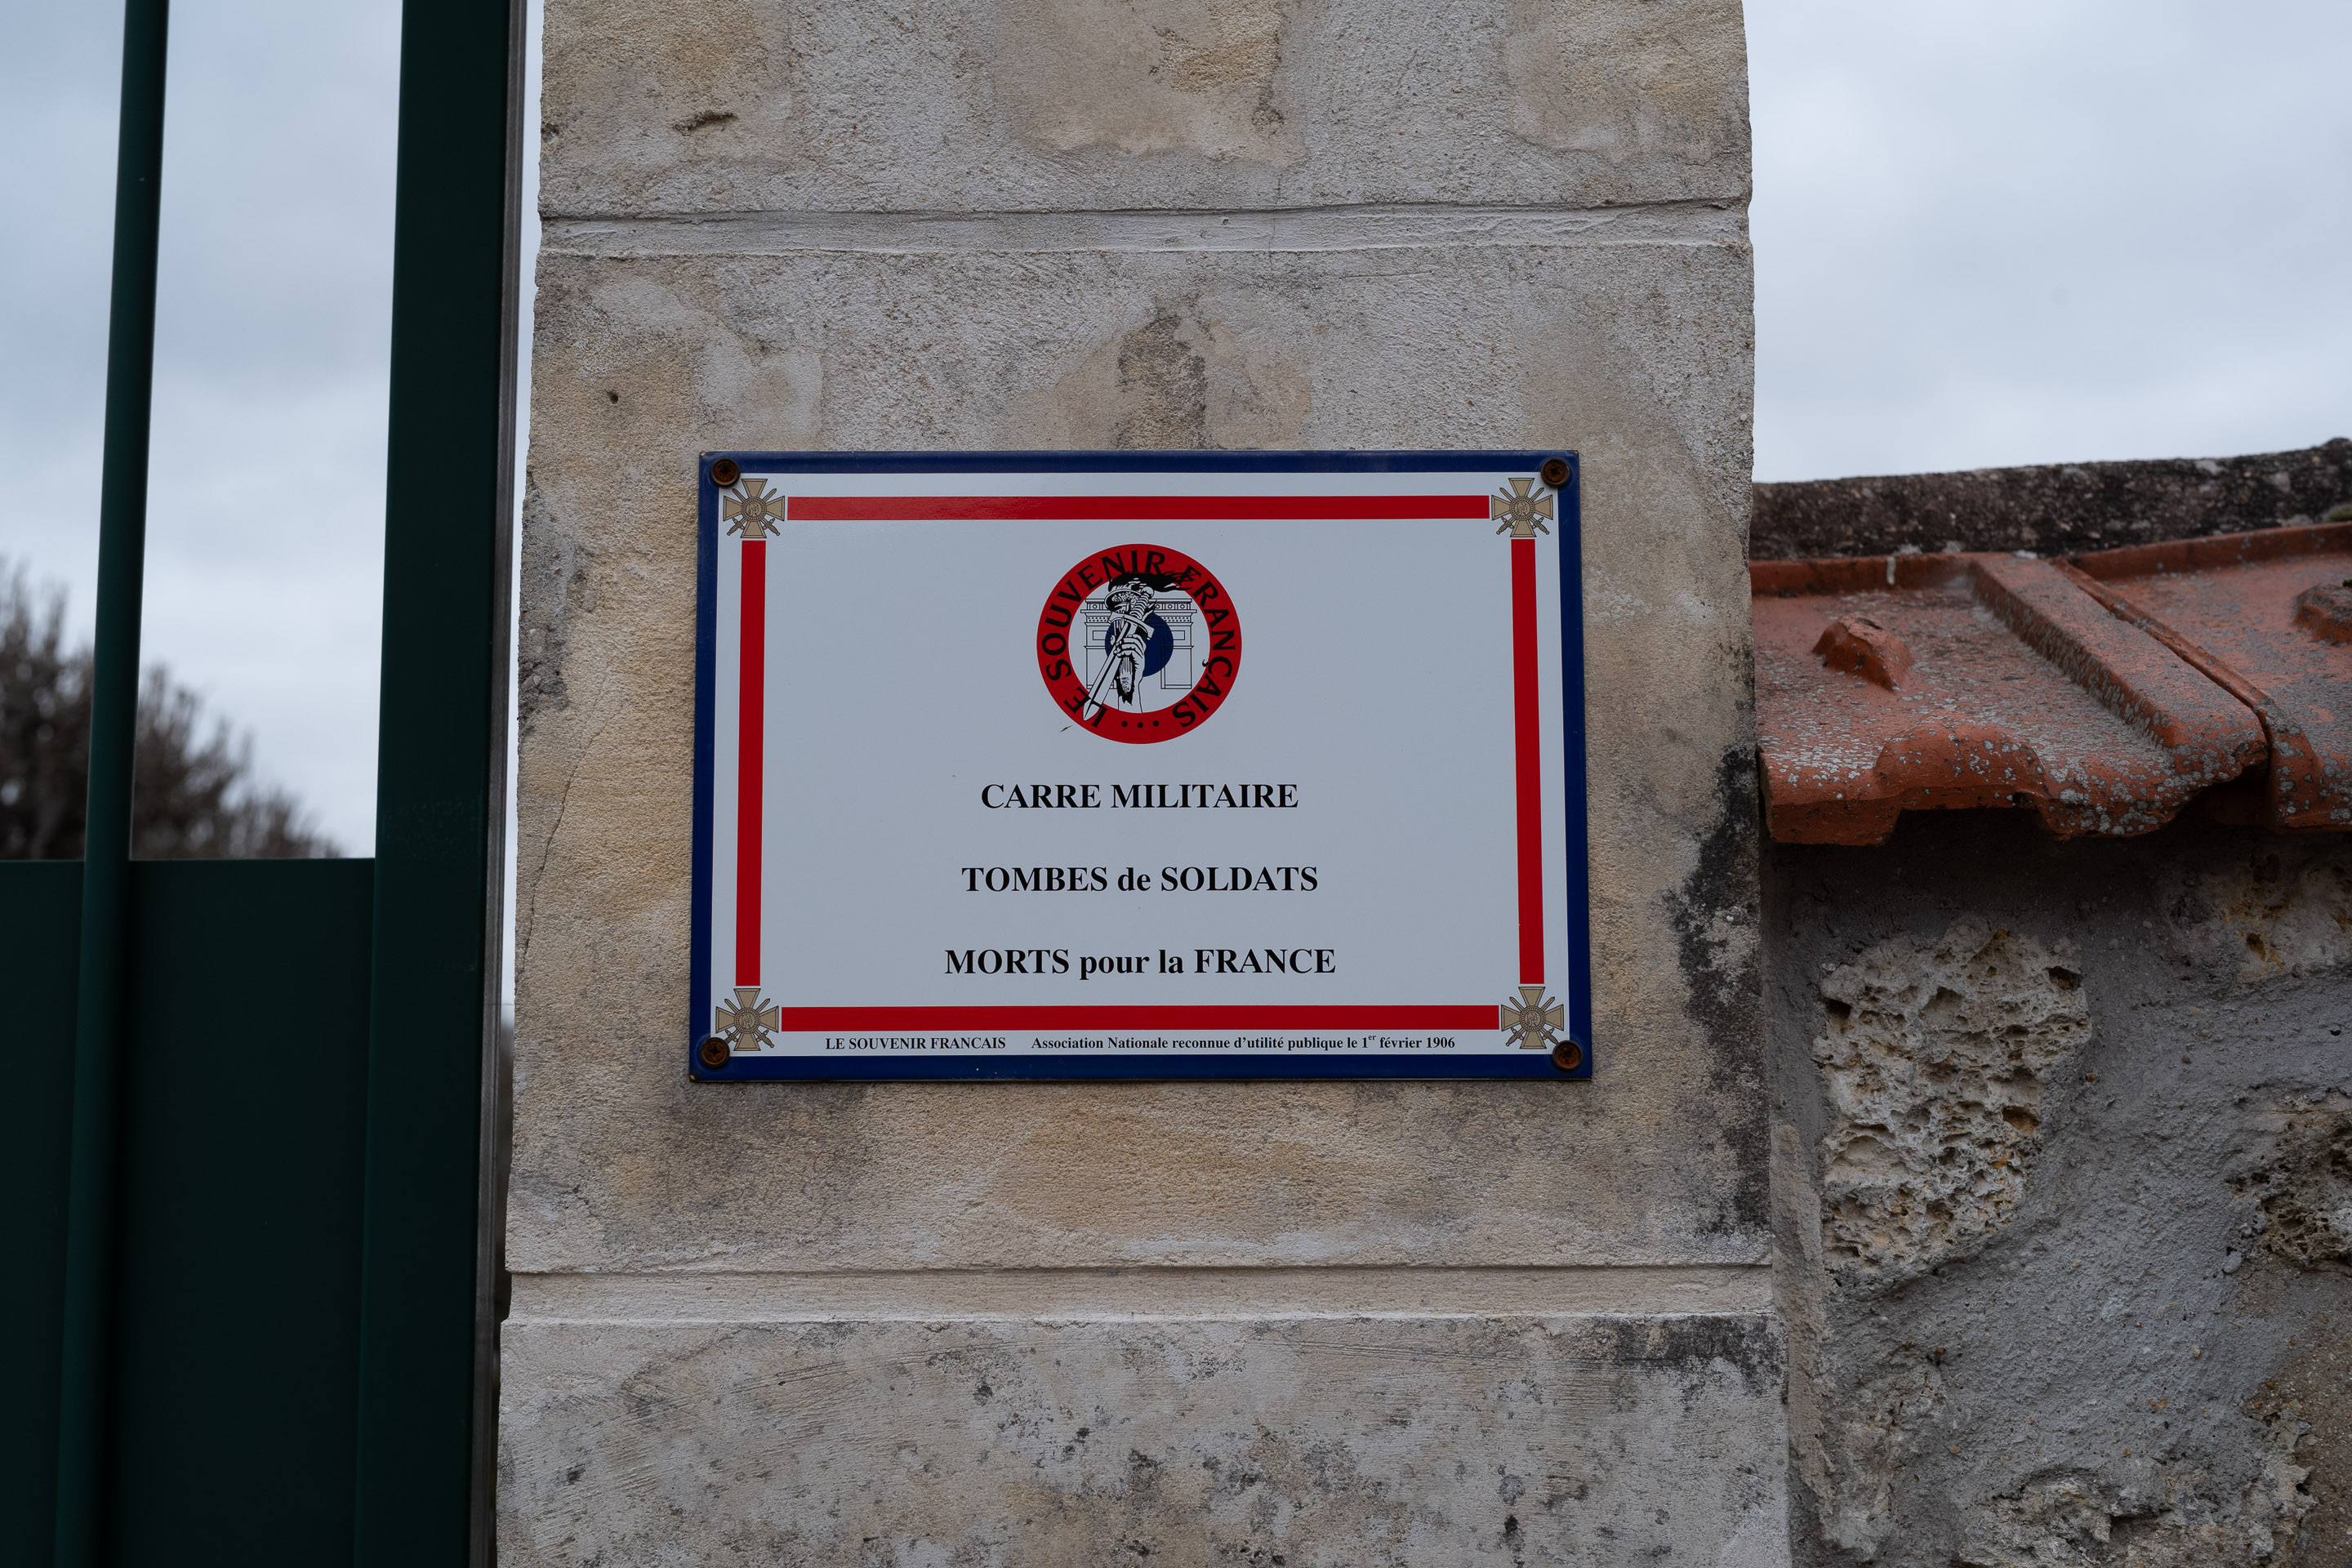 LE SOUVENIR FRANÇAIS ...
CARRE MILITAIRE
TOMBES de SOLDATS
MORTS pour la FRANCE
LE SOUVENIR FRANCAIS Association Nationale reconnue d’utilité publique le 1er février 1906